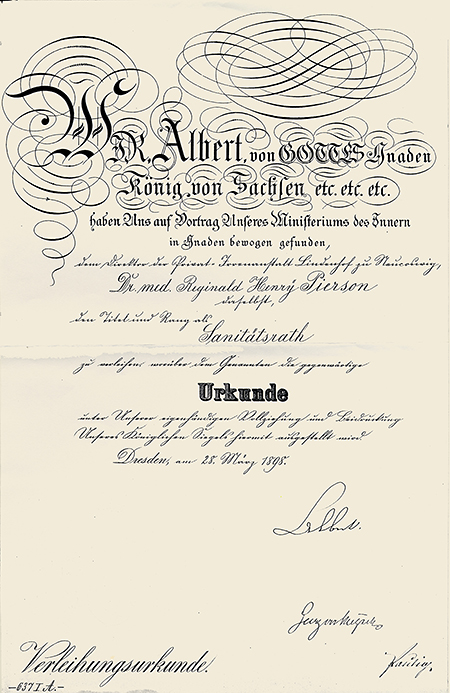 WIR, Albert, von GOTTES Gnaden
König von Sachsen etc. etc. etc.
haben Uns auf Vortrag Unseres Ministeriums des Innern
in Gnaden bewogen gefunden,
dem Direktor der Privat-Irrenanstalt Lindenhof zu Neucoswig,
Dr. med. Reginald Henry Pierson
daselbst,
den Titel und Rang als
Sanitätsrath
zu verleihen, worüber dem Genannten die gegenwärtige
Urkunde
unter Unserer eigenhändigen Vollziehung und Beidruckung
Unseres Königlichen Siegels hiermit ausgestellt wird.
Dresden, am 28. März 1898.
Albert.
Verleihungsurkunde.
—637 I A.—